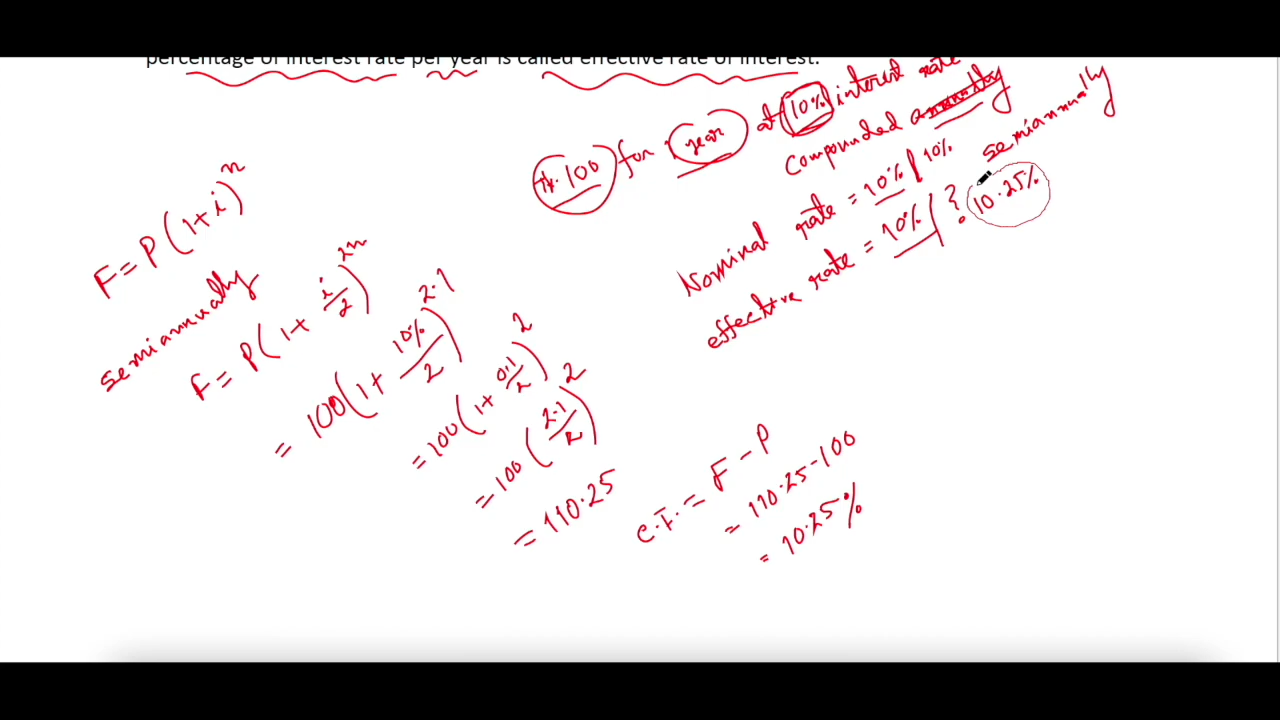 percentage of interest rate per year is called effective rate of interest.
tk. 100 for 1 year at 10% interest rate
compounded annually
semiannually
Nominal rate = 10% | 10%
effective rate = 10% | ? 10.25%
F = P(1+i)^n
semiannually
F = P(1+ i/2)^2n
= 100(1+ 10%/2)^2·1
= 100(1+ 0.1/2)^2
= 100(2.1/2)^2
= 110.25
C.I. = F - P
= 110.25-100
= 10.25%